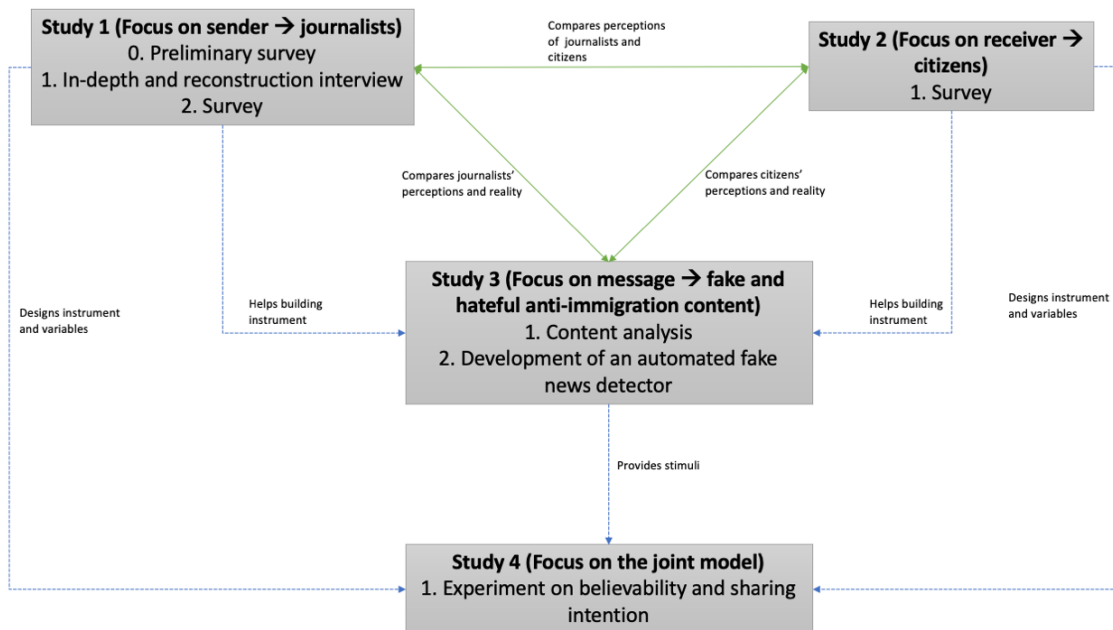 Study 1 (Focus on sender → journalists)
0. Preliminary survey
1. In-depth and reconstruction interview
2. Survey
Compares perceptions
of journalists and
citizens
Study 2 (Focus on receiver →
citizens)
1. Survey
Compares journalists’
perceptions and reality
Compares citizens’
perceptions and reality
Study 3 (Focus on message → fake and
hateful anti-immigration content)
1. Content analysis
2. Development of an automated fake
news detector
Designs instrument
and variables
Helps building
instrument
Helps building
instrument
Designs instrument
and variables
Provides stimuli
Study 4 (Focus on the joint model)
1. Experiment on believability and sharing
intention